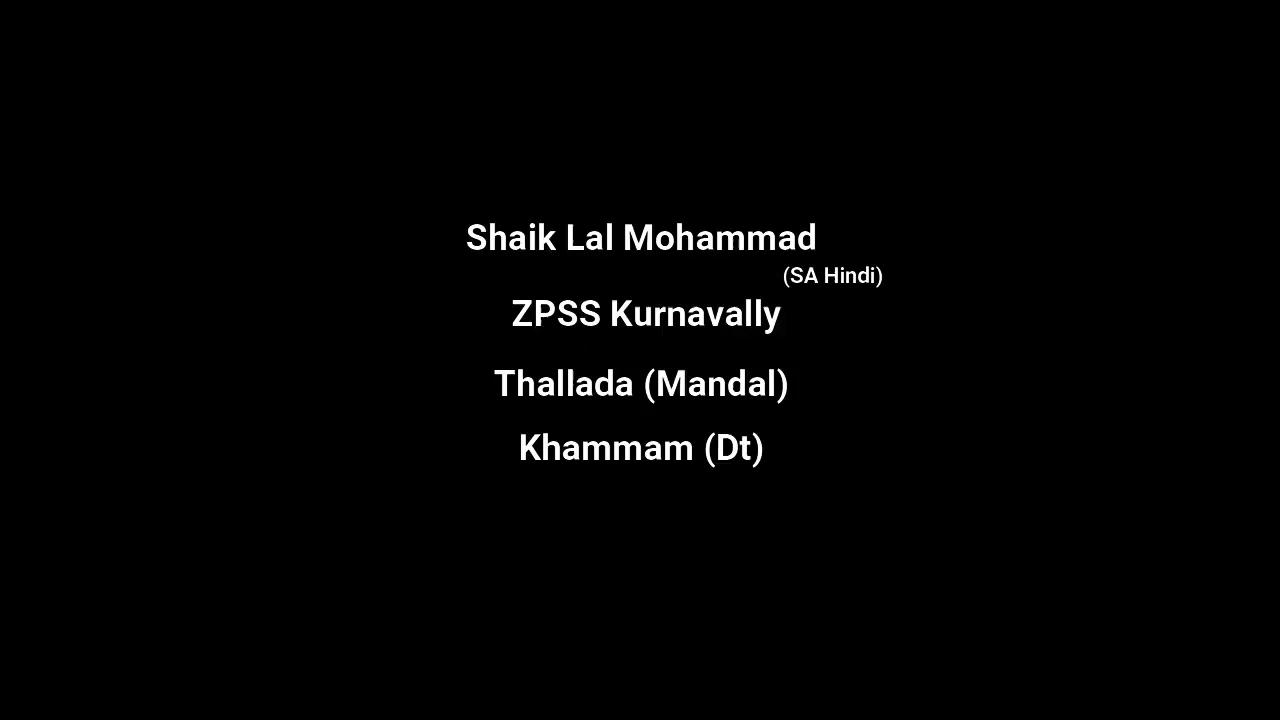 Shaik Lal Mohammad
(SA Hindi)
ZPSS Kurnavally
Thallada (Mandal)
Khammam (Dt)